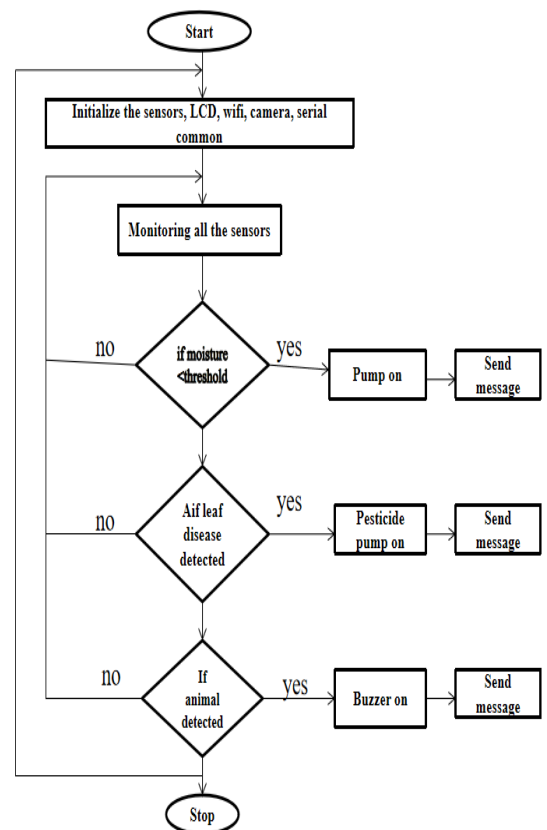 Start
Initialize the sensors, LCD, wifi, camera, serial
common
Monitoring all the sensors
no
if moisture
<threshold
yes
Pump on
Send
message
no
Aif leaf
disease
detected
yes
Pesticide
pump on
Send
message
no
If
animal
detected
yes
Buzzer on
Send
message
Stop